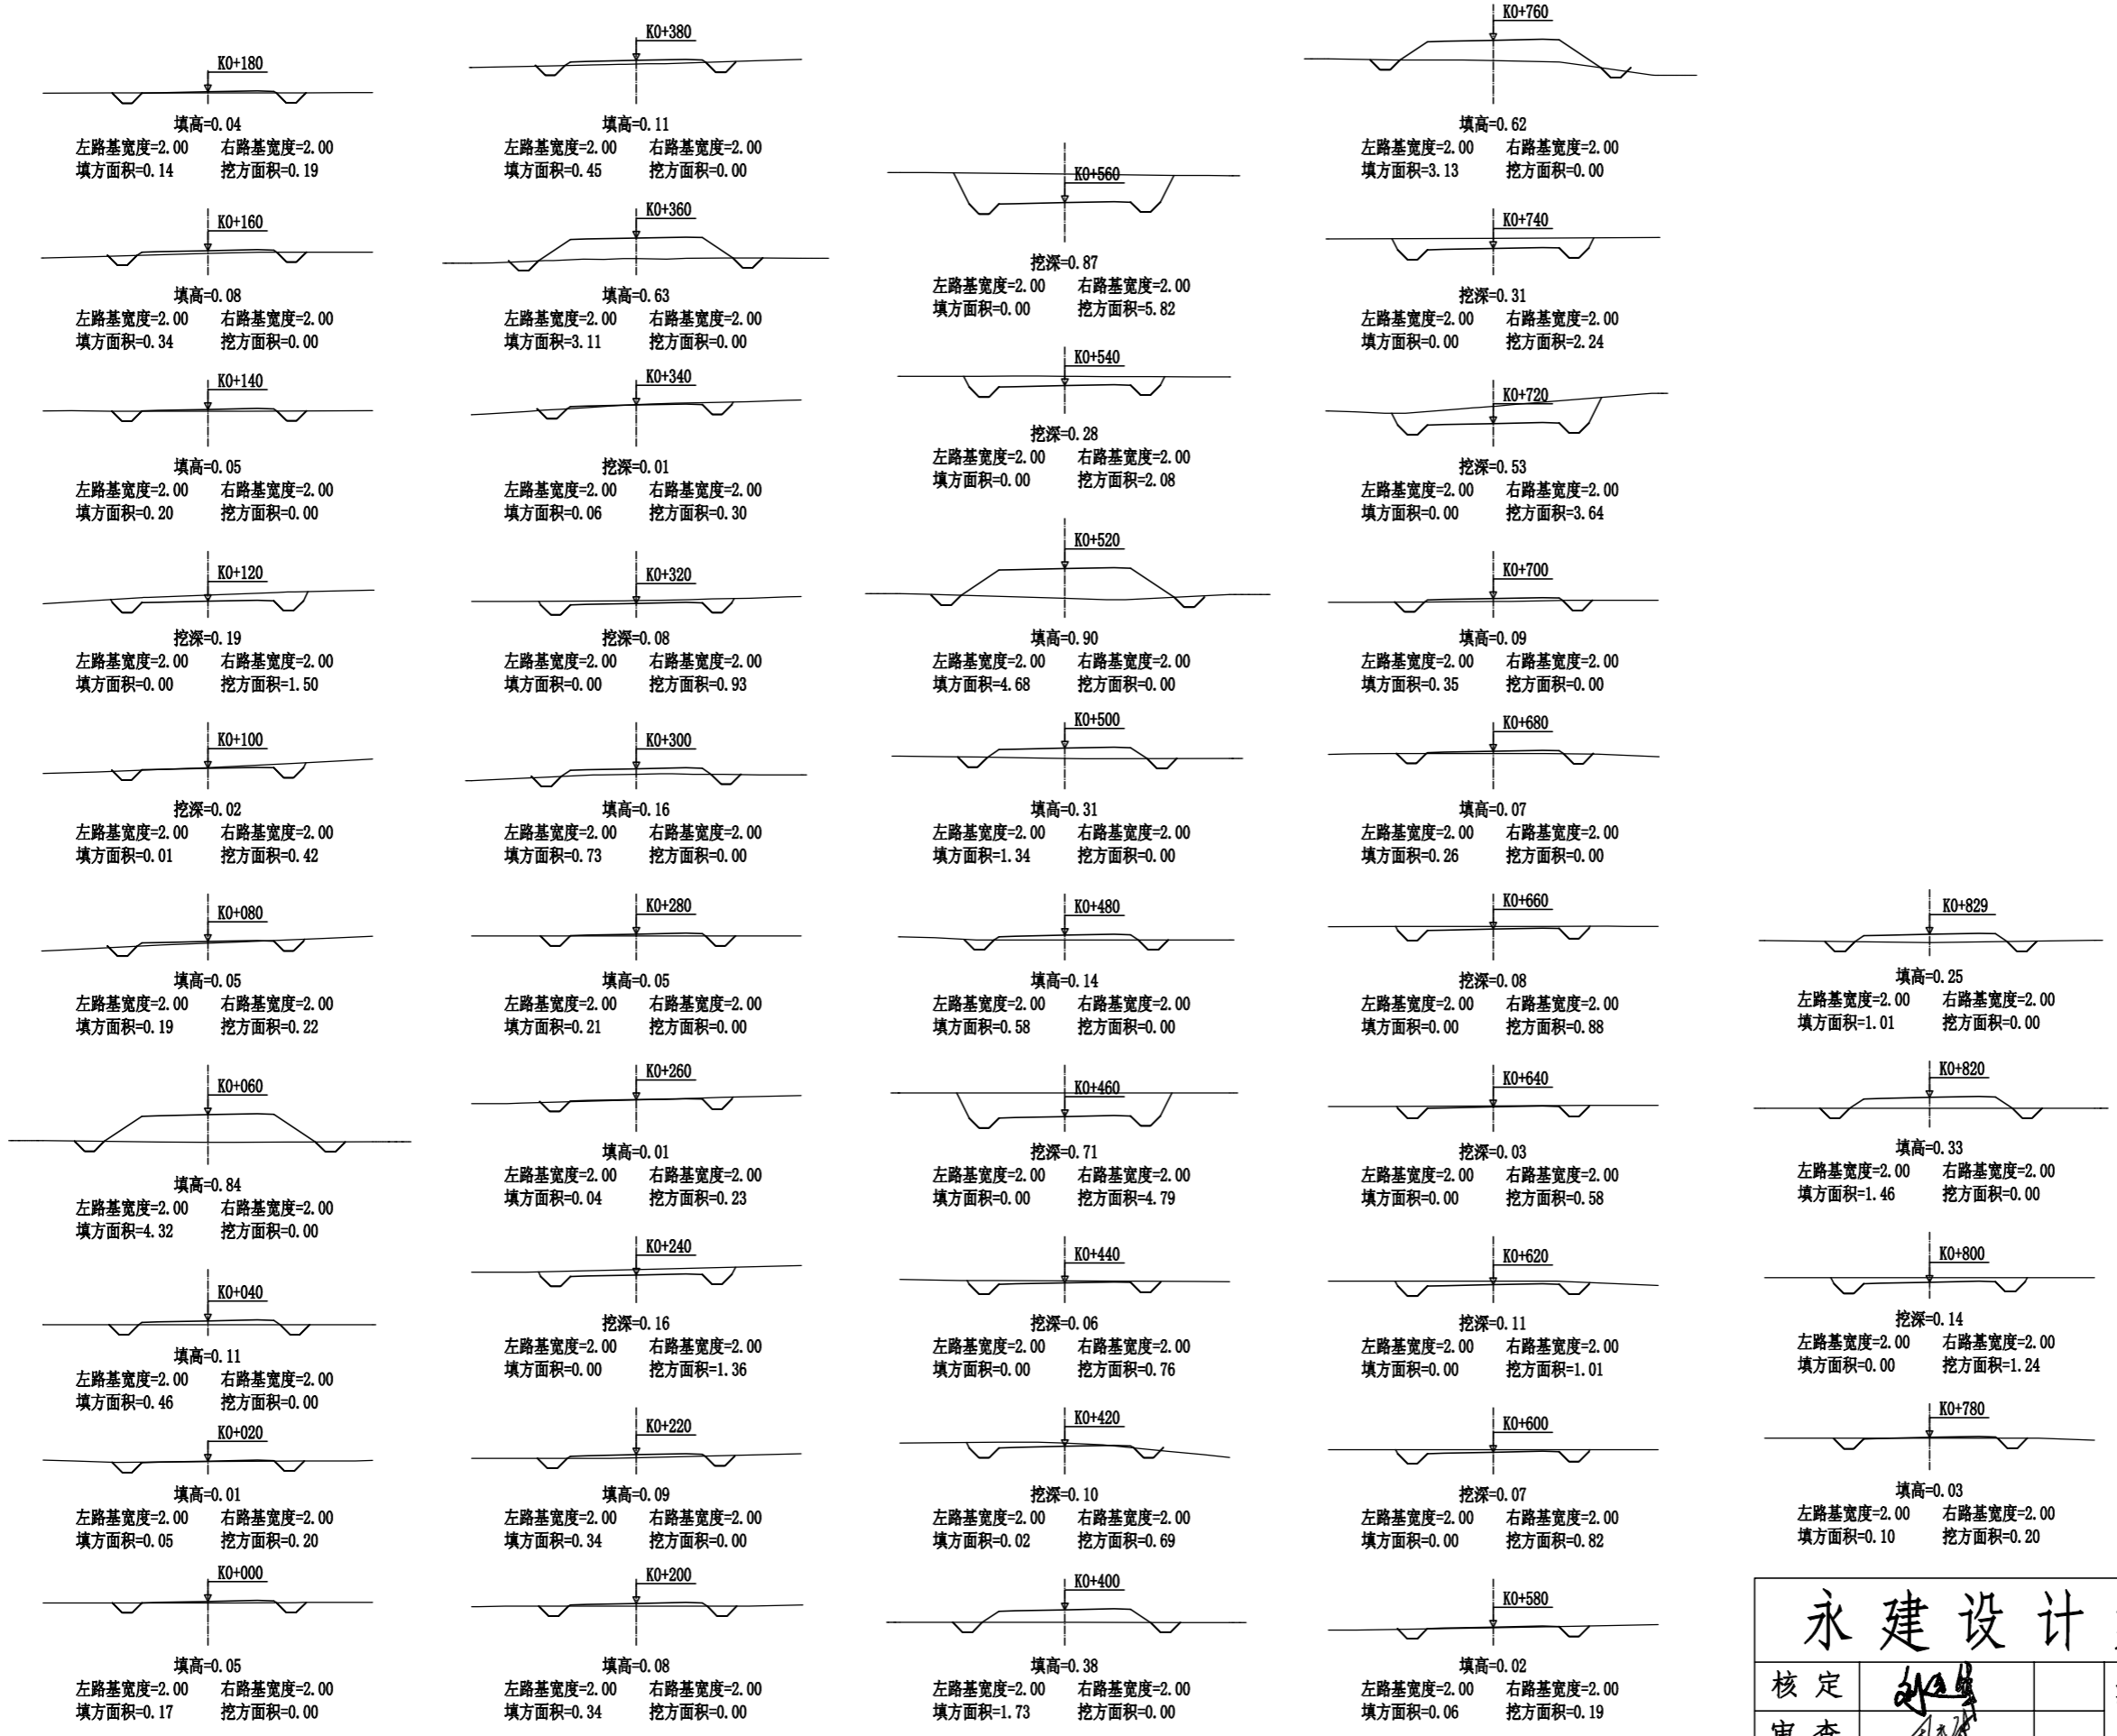 K0+180
填高=0.04
左路基宽度=2.00 右路基宽度=2.00
填方面积=0.14 挖方面积=0.19
K0+160
填高=0.08
左路基宽度=2.00 右路基宽度=2.00
填方面积=0.34 挖方面积=0.00
K0+140
填高=0.05
左路基宽度=2.00 右路基宽度=2.00
填方面积=0.20 挖方面积=0.00
K0+120
挖深=0.19
左路基宽度=2.00 右路基宽度=2.00
填方面积=0.00 挖方面积=1.50
K0+100
挖深=0.02
左路基宽度=2.00 右路基宽度=2.00
填方面积=0.01 挖方面积=0.42
K0+080
填高=0.05
左路基宽度=2.00 右路基宽度=2.00
填方面积=0.19 挖方面积=0.22
K0+060
填高=0.84
左路基宽度=2.00 右路基宽度=2.00
填方面积=4.32 挖方面积=0.00
K0+040
填高=0.11
左路基宽度=2.00 右路基宽度=2.00
填方面积=0.46 挖方面积=0.00
K0+020
填高=0.01
左路基宽度=2.00 右路基宽度=2.00
填方面积=0.05 挖方面积=0.20
K0+000
填高=0.05
左路基宽度=2.00 右路基宽度=2.00
填方面积=0.17 挖方面积=0.00
K0+380
填高=0.11
左路基宽度=2.00 右路基宽度=2.00
填方面积=0.45 挖方面积=0.00
K0+360
填高=0.63
左路基宽度=2.00 右路基宽度=2.00
填方面积=3.11 挖方面积=0.00
K0+340
挖深=0.01
左路基宽度=2.00 右路基宽度=2.00
填方面积=0.06 挖方面积=0.30
K0+320
挖深=0.08
左路基宽度=2.00 右路基宽度=2.00
填方面积=0.00 挖方面积=0.93
K0+300
填高=0.16
左路基宽度=2.00 右路基宽度=2.00
填方面积=0.73 挖方面积=0.00
K0+280
填高=0.05
左路基宽度=2.00 右路基宽度=2.00
填方面积=0.21 挖方面积=0.00
K0+260
填高=0.01
左路基宽度=2.00 右路基宽度=2.00
填方面积=0.04 挖方面积=0.23
K0+240
挖深=0.16
左路基宽度=2.00 右路基宽度=2.00
填方面积=0.00 挖方面积=1.36
K0+220
填高=0.09
左路基宽度=2.00 右路基宽度=2.00
填方面积=0.34 挖方面积=0.00
K0+200
填高=0.08
左路基宽度=2.00 右路基宽度=2.00
填方面积=0.34 挖方面积=0.00
K0+560
挖深=0.87
左路基宽度=2.00 右路基宽度=2.00
填方面积=0.00 挖方面积=5.82
K0+540
挖深=0.28
左路基宽度=2.00 右路基宽度=2.00
填方面积=0.00 挖方面积=2.08
K0+520
填高=0.90
左路基宽度=2.00 右路基宽度=2.00
填方面积=4.68 挖方面积=0.00
K0+500
填高=0.31
左路基宽度=2.00 右路基宽度=2.00
填方面积=1.34 挖方面积=0.00
K0+480
填高=0.14
左路基宽度=2.00 右路基宽度=2.00
填方面积=0.58 挖方面积=0.00
K0+460
挖深=0.71
左路基宽度=2.00 右路基宽度=2.00
填方面积=0.00 挖方面积=4.79
K0+440
挖深=0.06
左路基宽度=2.00 右路基宽度=2.00
填方面积=0.00 挖方面积=0.76
K0+420
挖深=0.10
左路基宽度=2.00 右路基宽度=2.00
填方面积=0.02 挖方面积=0.69
K0+400
填高=0.38
左路基宽度=2.00 右路基宽度=2.00
填方面积=1.73 挖方面积=0.00
K0+760
填高=0.62
左路基宽度=2.00 右路基宽度=2.00
填方面积=3.13 挖方面积=0.00
K0+740
挖深=0.31
左路基宽度=2.00 右路基宽度=2.00
填方面积=0.00 挖方面积=2.24
K0+720
挖深=0.53
左路基宽度=2.00 右路基宽度=2.00
填方面积=0.00 挖方面积=3.64
K0+700
填高=0.09
左路基宽度=2.00 右路基宽度=2.00
填方面积=0.35 挖方面积=0.00
K0+680
填高=0.07
左路基宽度=2.00 右路基宽度=2.00
填方面积=0.26 挖方面积=0.00
K0+660
挖深=0.08
左路基宽度=2.00 右路基宽度=2.00
填方面积=0.00 挖方面积=0.88
K0+640
挖深=0.03
左路基宽度=2.00 右路基宽度=2.00
填方面积=0.00 挖方面积=0.58
K0+620
挖深=0.11
左路基宽度=2.00 右路基宽度=2.00
填方面积=0.00 挖方面积=1.01
K0+600
挖深=0.07
左路基宽度=2.00 右路基宽度=2.00
填方面积=0.00 挖方面积=0.82
K0+580
填高=0.02
左路基宽度=2.00 右路基宽度=2.00
填方面积=0.06 挖方面积=0.19
K0+829
填高=0.25
左路基宽度=2.00 右路基宽度=2.00
填方面积=1.01 挖方面积=0.00
K0+820
填高=0.33
左路基宽度=2.00 右路基宽度=2.00
填方面积=1.46 挖方面积=0.00
K0+800
挖深=0.14
左路基宽度=2.00 右路基宽度=2.00
填方面积=0.00 挖方面积=1.24
K0+780
填高=0.03
左路基宽度=2.00 右路基宽度=2.00
填方面积=0.10 挖方面积=0.20
永建设计
核定
审查